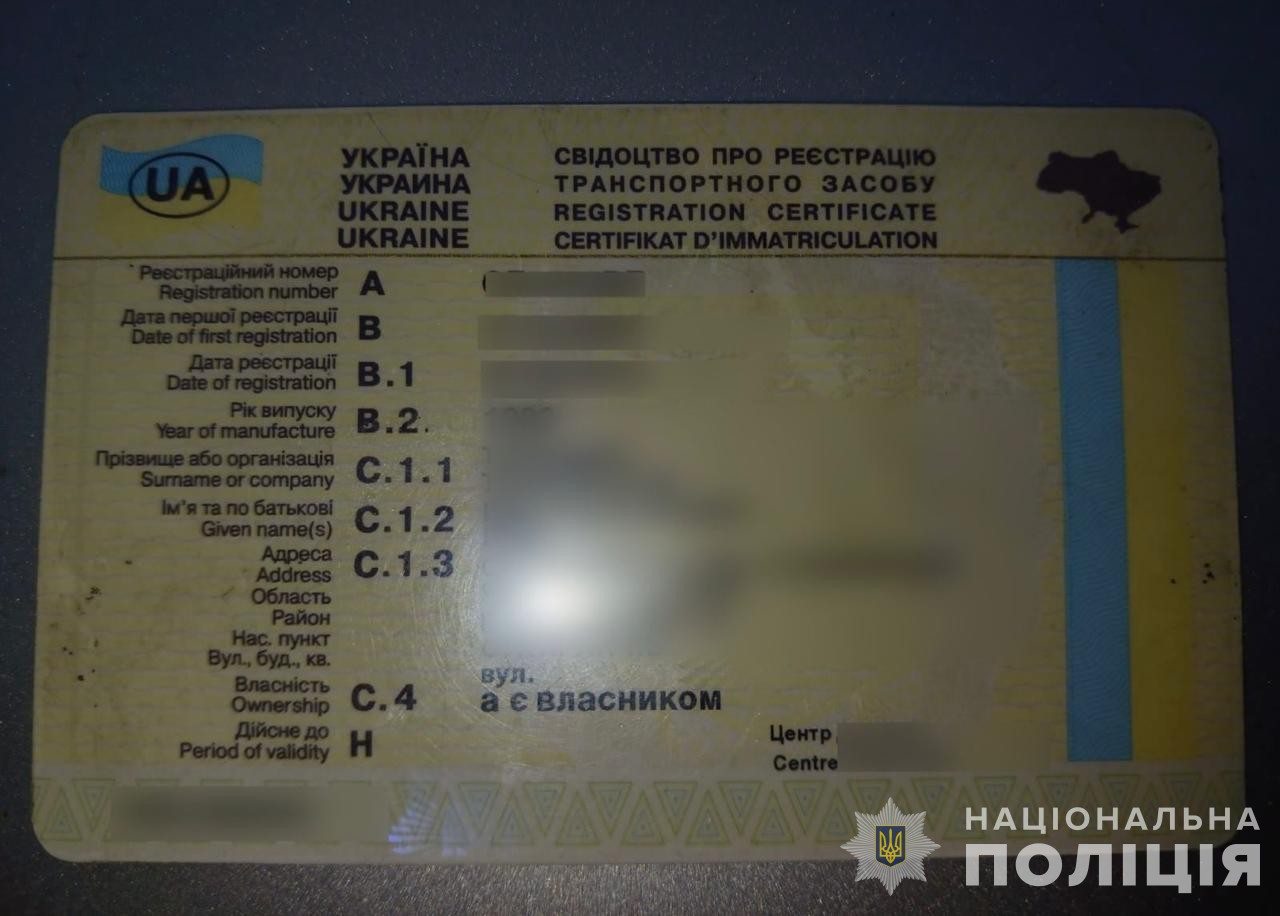 UA
УКРАЇНА
УКРАИНА
UKRAINE
UKRAINE
СВІДОЦТВО ПРО РЕЄСТРАЦІЮ
ТРАНСПОРТНОГО ЗАСОБУ
REGISTRATION CERTIFICATE
CERTIFIKAT D'IMMATRICULATION
Реєстраційний номер
Registration number A
Дата першої реєстрації
Date of first registration B
Дата реєстрації
Date of registration B.1
Рік випуску
Year of manufacture B.2.
Прізвище або організація
Surname or company C.1.1
Ім'я та по батькові
Given name(s) C.1.2
Адреса
Address C.1.3
Область
Район
Нас. пункт
Вул., буд., кв.
вул.
Власність
Ownership C.4 а є власником
Дійсне до
Period of validity H
Центр
Centre
НАЦІОНАЛЬНА
ПОЛІЦІЯ